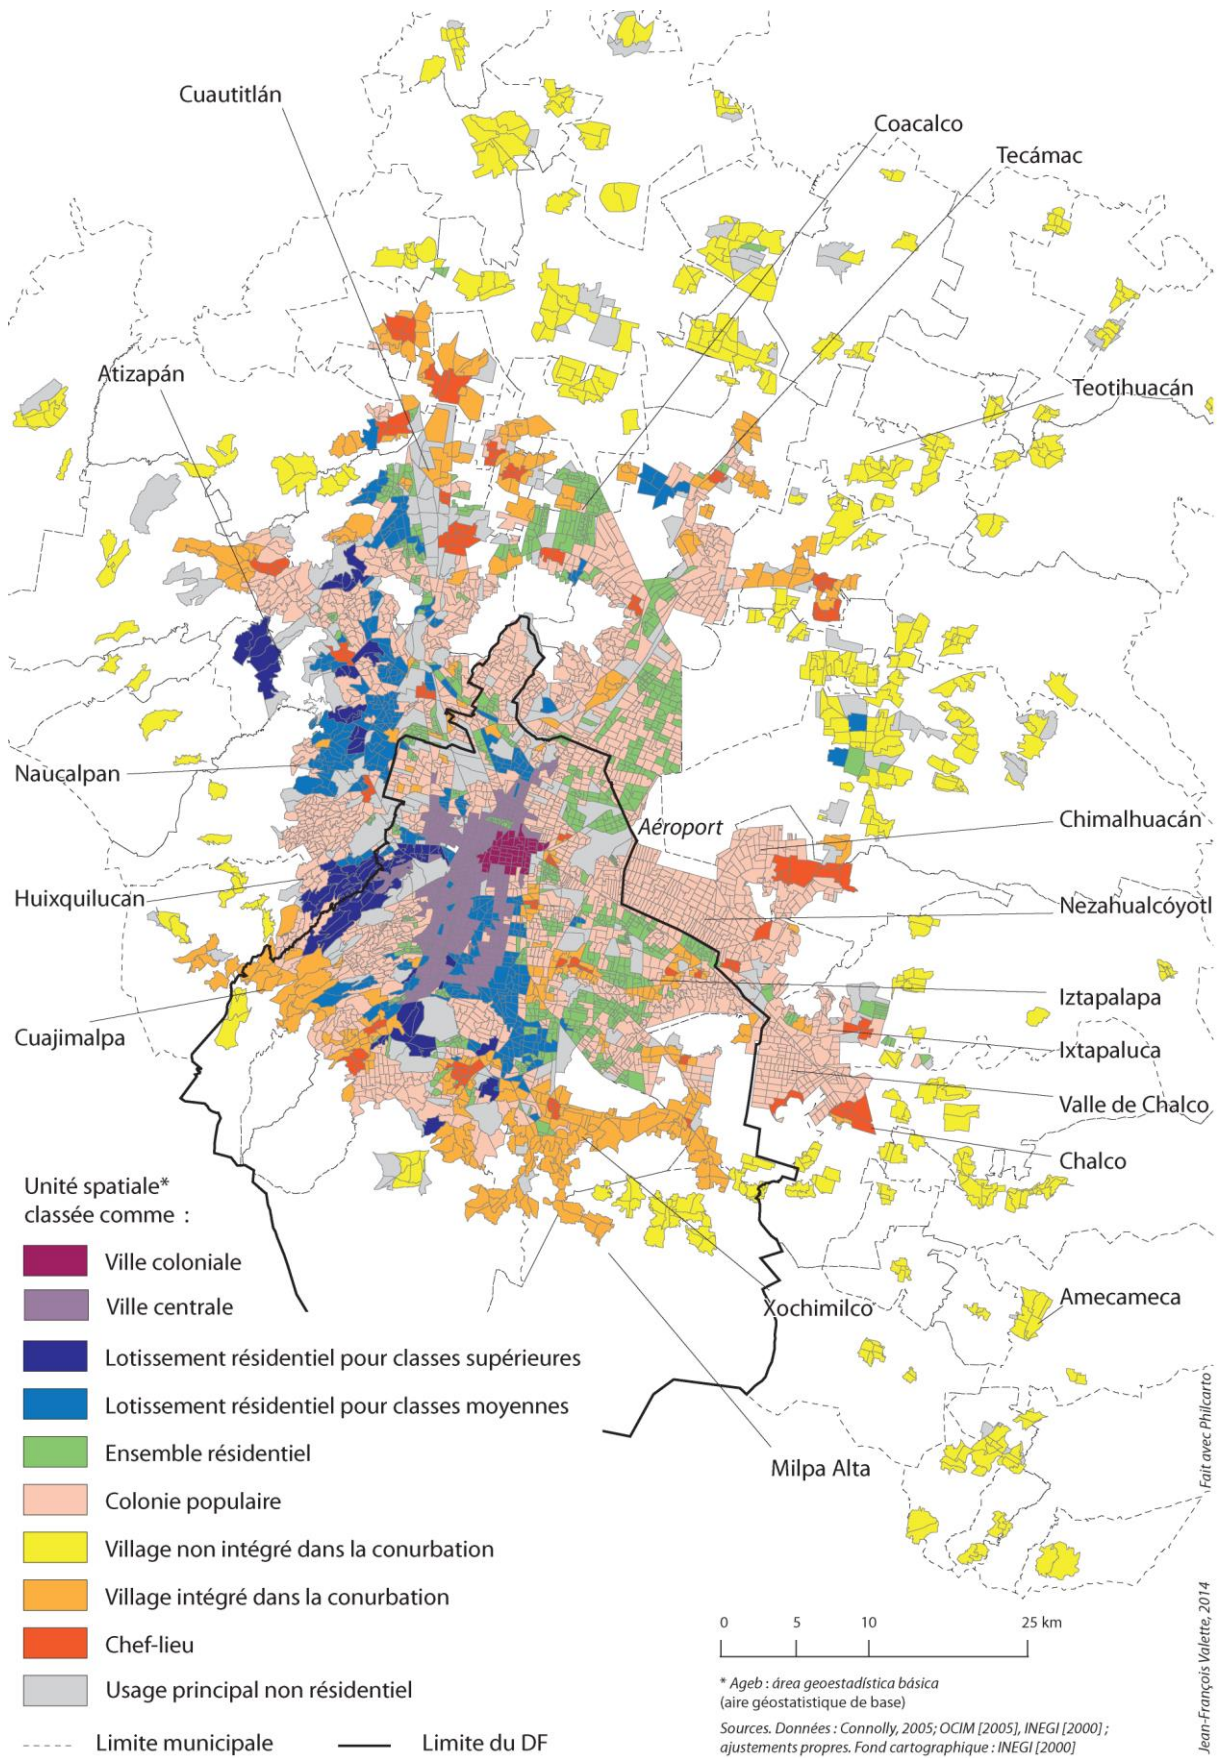 Cuautitlán
Coacalco
Tecámac
Atizapán
Teotihuacán
Naucalpan
Aéroport
Chimalhuacán
Huixquilucan
Nezahualcóyotl
Iztapalapa
Cuajimalpa
Ixtapaluca
Valle de Chalco
Chalco
Amecameca
Xochimilco
Milpa Alta
Unité spatiale*
classée comme :
Ville coloniale
Ville centrale
Lotissement résidentiel pour classes supérieures
Lotissement résidentiel pour classes moyennes
Ensemble résidentiel
Colonie populaire
Village non intégré dans la conurbation
Village intégré dans la conurbation
Chef-lieu
Usage principal non résidentiel
Limite municipale
Limite du DF
0 5 10 25 km
* Ageb : área geoestadística básica
(aire géostatistique de base)
Sources. Données : Connolly, 2005; OCIM [2005], INEGI [2000] ;
ajustements propres. Fond cartographique : INEGI [2000]
Jean-François Valette, 2014
Fait avec Philcarto